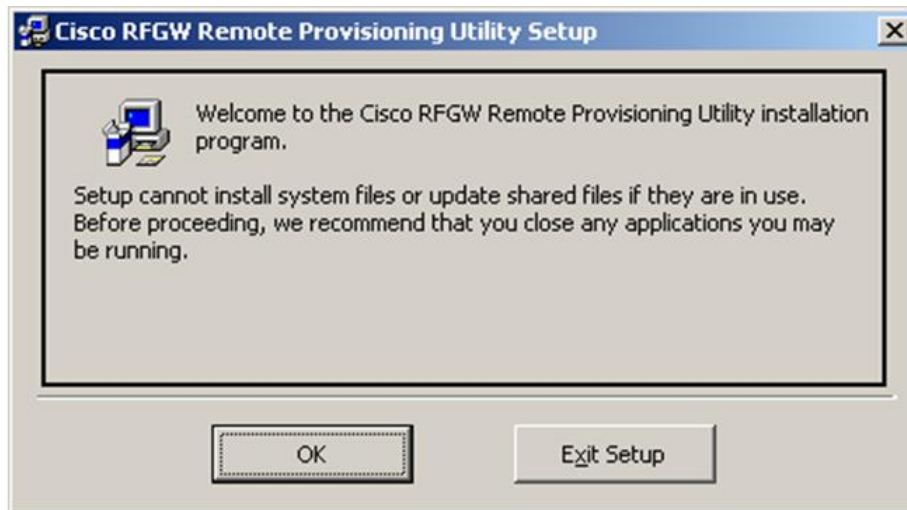 Cisco RFGW Remote Provisioning Utility Setup
Welcome to the Cisco RFGW Remote Provisioning Utility installation
program.
Setup cannot install system files or update shared files if they are in use.
Before proceeding, we recommend that you close any applications you may
be running.
OK
Exit Setup